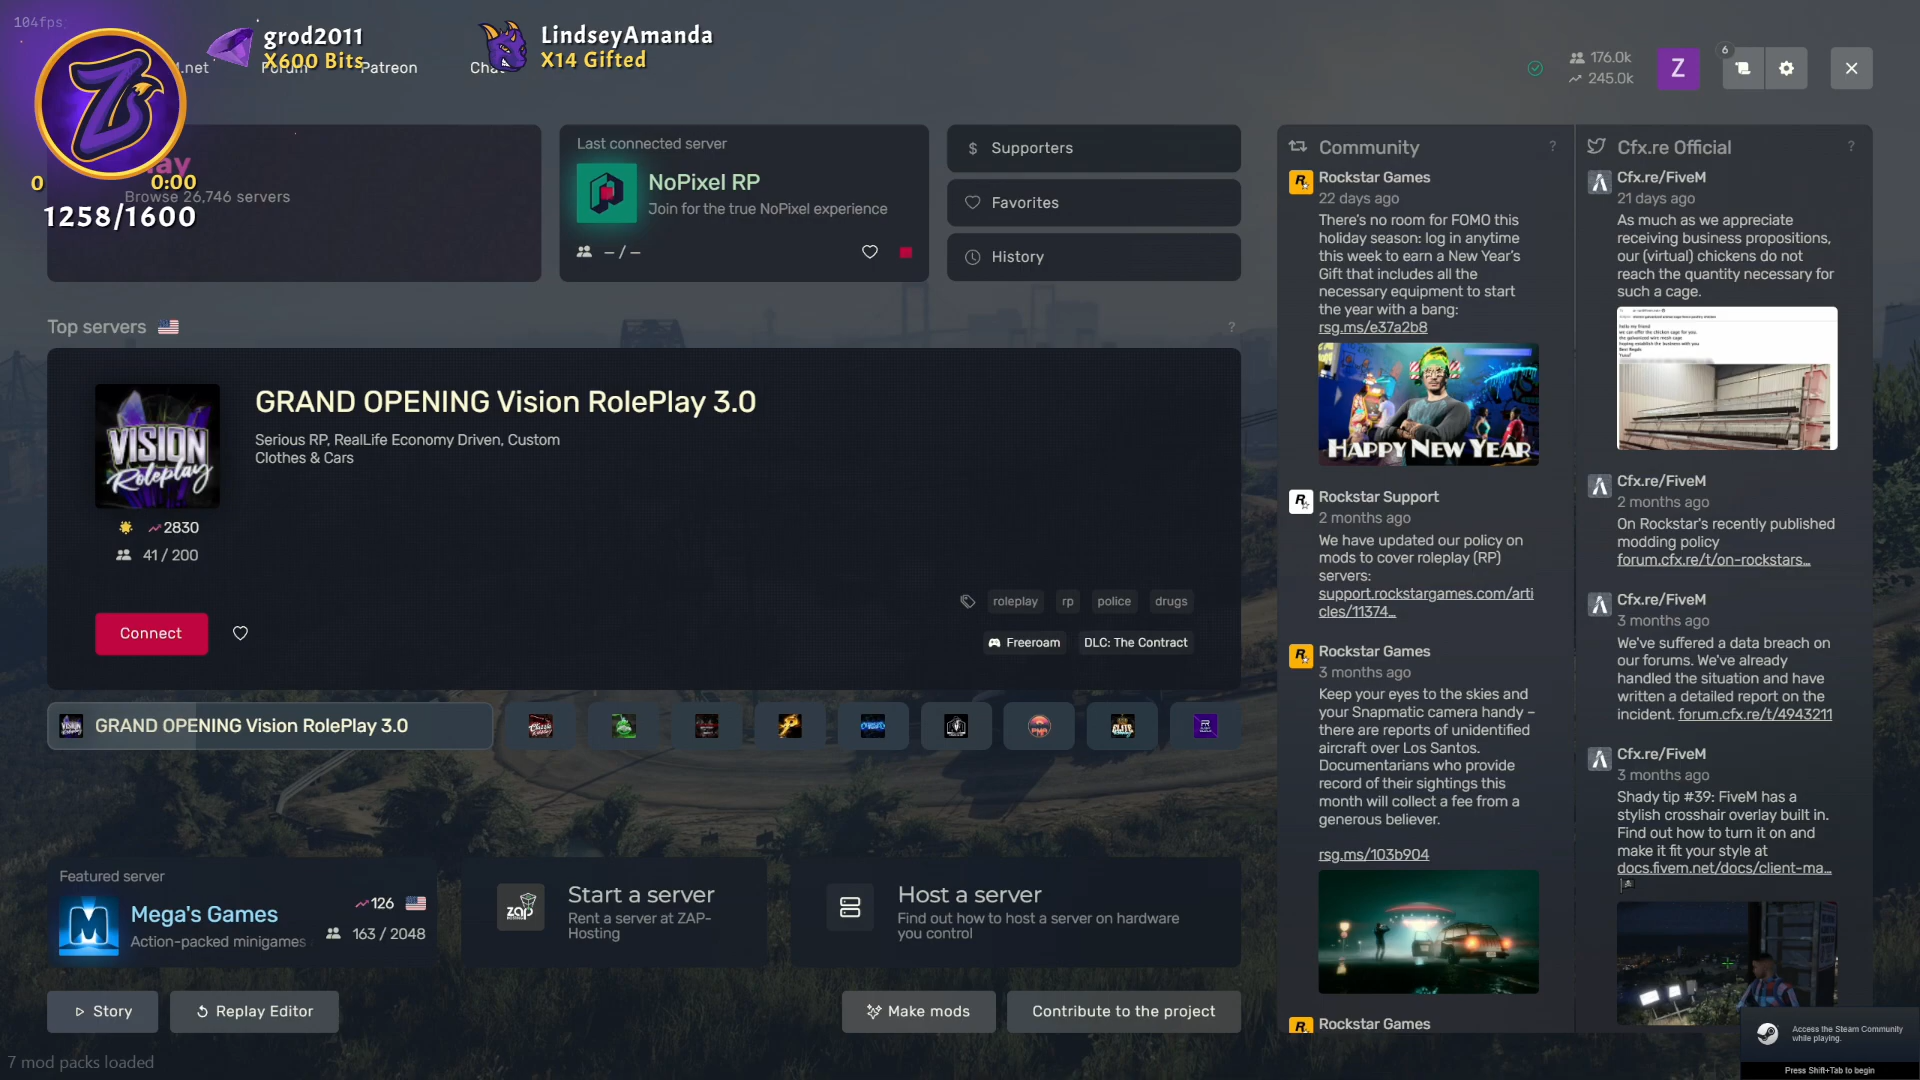 104fps
grod2011
X600 Bits
LindseyAmanda
X14 Gifted
.net
Forum
Patreon
176.0k
245.0k
Z
6
0
0:00
1258/1600
Browse 26,746 servers
Last connected server
NoPixel RP
Join for the true NoPixel experience
– / –
Supporters
Favorites
History
Top servers
?
GRAND OPENING Vision RolePlay 3.0
Serious RP, RealLife Economy Driven, Custom
Clothes & Cars
VISION
Roleplay
2830
41 / 200
Connect
roleplay
rp
police
drugs
Freeroam
DLC: The Contract
GRAND OPENING Vision RolePlay 3.0
Featured server
Mega's Games
Action-packed minigames
126
163 / 2048
ZAP
Start a server
Rent a server at ZAP-
Hosting
Host a server
Find out how to host a server on hardware
you control
Story
Replay Editor
Make mods
Contribute to the project
7 mod packs loaded
Community
?
Rockstar Games
22 days ago
There's no room for FOMO this
holiday season: log in anytime
this week to earn a New Year's
Gift that includes all the
necessary equipment to start
the year with a bang:
rsg.ms/e37a2b8
HAPPY NEW YEAR
Rockstar Support
2 months ago
We have updated our policy on
mods to cover roleplay (RP)
servers:
support.rockstargames.com/arti
cles/11374…
Rockstar Games
3 months ago
Keep your eyes to the skies and
your Snapmatic camera handy –
there are reports of unidentified
aircraft over Los Santos.
Documentarians who provide
record of their sightings this
month will collect a fee from a
generous believer.
rsg.ms/103b904
Rockstar Games
Cfx.re Official
?
Cfx.re/FiveM
21 days ago
As much as we appreciate
receiving business propositions,
our (virtual) chickens do not
reach the quantity necessary for
such a cage.
Cfx.re/FiveM
2 months ago
On Rockstar's recently published
modding policy
forum.cfx.re/t/on-rockstars…
Cfx.re/FiveM
3 months ago
We've suffered a data breach on
our forums. We've already
handled the situation and have
written a detailed report on the
incident. forum.cfx.re/t/4943211
Cfx.re/FiveM
3 months ago
Shady tip #39: FiveM has a
stylish crosshair overlay built in.
Find out how to turn it on and
make it fit your style at
docs.fivem.net/docs/client-ma…
Access the Steam Community
while playing.
Press Shift+Tab to begin